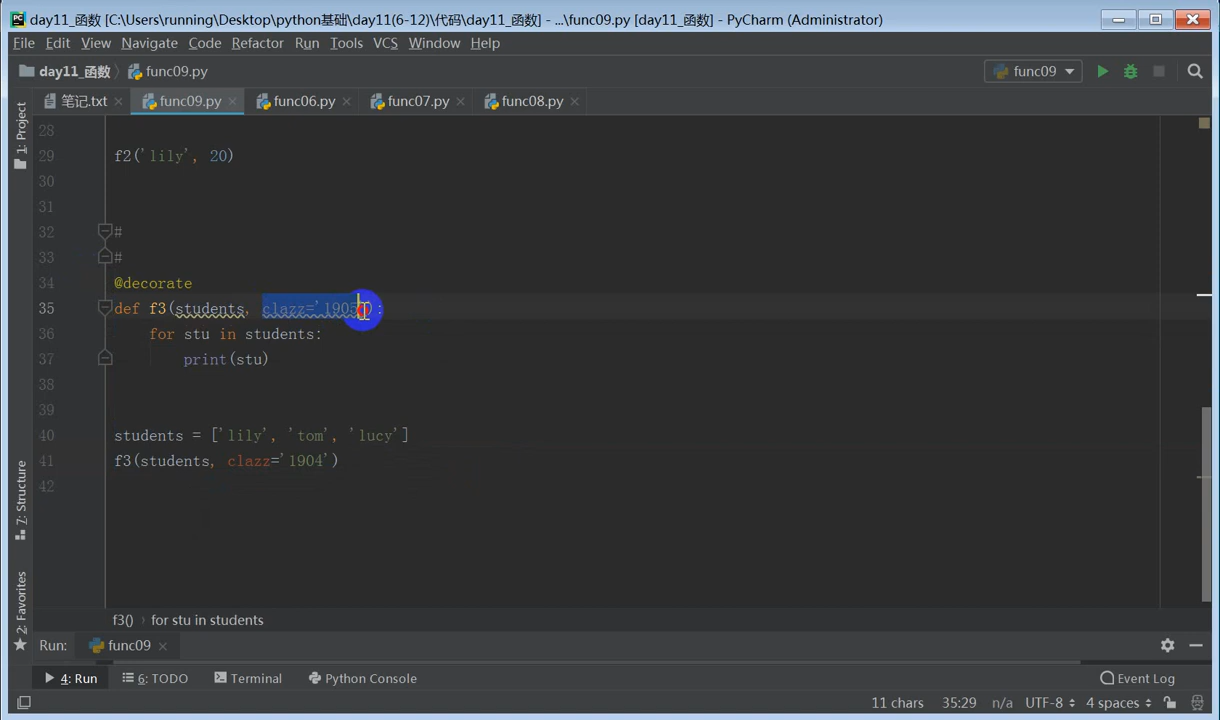 day11_函数 [C:\Users\running\Desktop\python基础\day11(6-12)\代码\day11_函数] - ...\func09.py [day11_函数] - PyCharm (Administrator)
File Edit View Navigate Code Refactor Run Tools VCS Window Help
day11_函数 func09.py func09
笔记.txt func09.py func06.py func07.py func08.py
1: Project
28
29 f2('lily', 20)
30
31
32 #
33 #
34 @decorate
35 def f3(students, clazz='1905'):
36 for stu in students:
37 print(stu)
38
39
40 students = ['lily', 'tom', 'lucy']
41 f3(students, clazz='1904')
42
7: Structure
2: Favorites
f3() for stu in students
Run: func09
4: Run 6: TODO Terminal Python Console Event Log
11 chars 35:29 n/a UTF-8 4 spaces